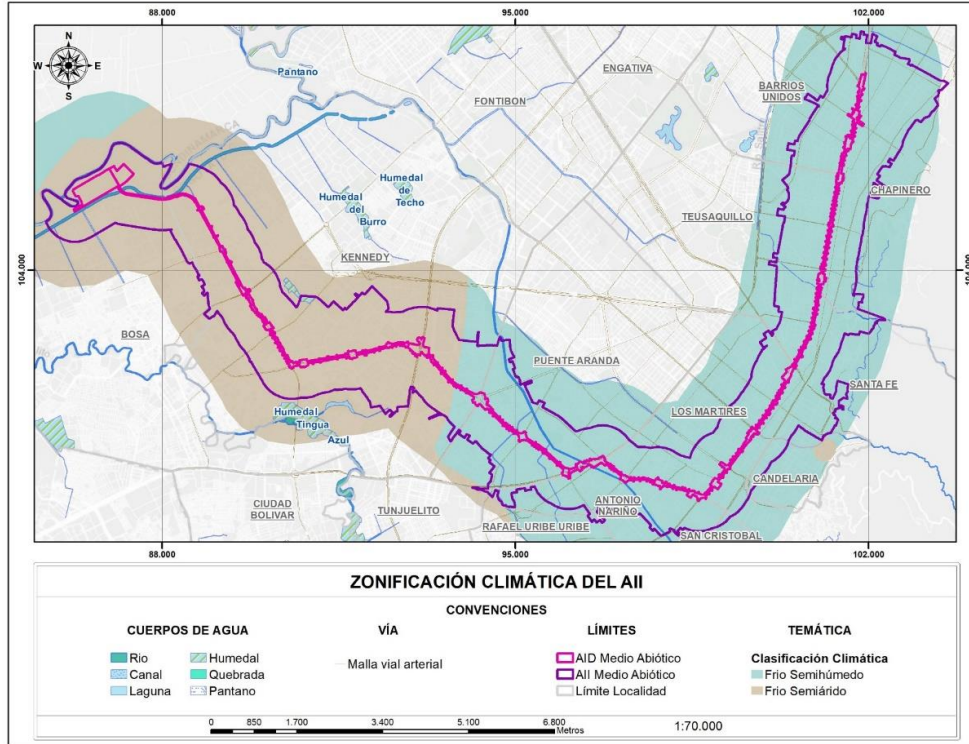 88.000 95.000 102.000
N
W E
S
Pantano
ENGATIVA
FONTIBON
BARRIOS
UNIDOS
Humedal
de
Techo
Humedal
del
Burro
CHAPINERO
TEUSAQUILLO
KENNEDY
104.000 104.000
BOSA
PUENTE ARANDA
SANTA FE
LOS MARTIRES
Humedal
Tingua
Azul
CANDELARIA
CIUDAD
BOLIVAR
TUNJUELITO
ANTONIO
NARIÑO
RAFAEL URIBE URIBE
SAN CRISTOBAL
88.000 95.000 102.000
ZONIFICACIÓN CLIMÁTICA DEL AII
CONVENCIONES
CUERPOS DE AGUA
Rio
Canal
Laguna
Humedal
Quebrada
Pantano
VÍA
Malla vial arterial
LÍMITES
AID Medio Abiótico
AII Medio Abiótico
Límite Localidad
TEMÁTICA
Clasificación Climática
Frio Semihúmedo
Frio Semiárido
0 850 1.700 3.400 5.100 6.800
Metros
1:70.000